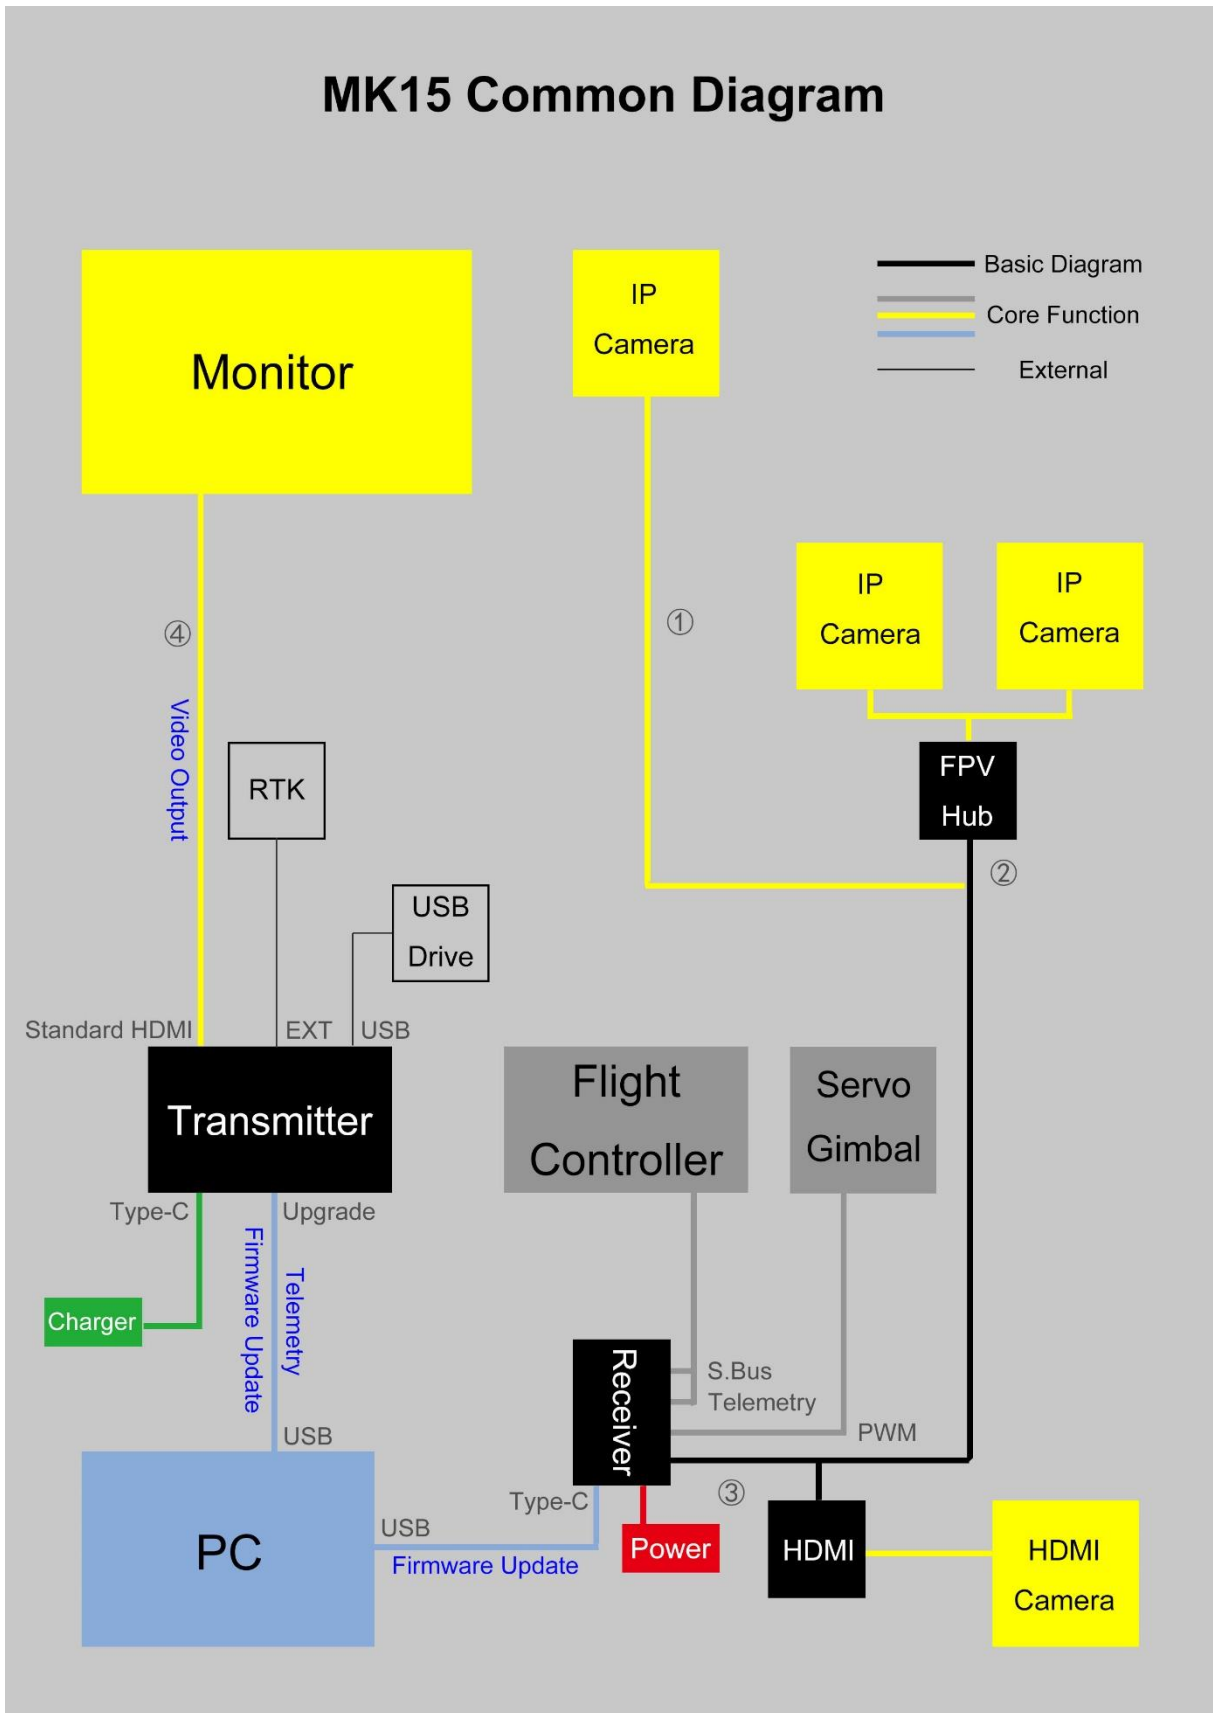 MK15 Common Diagram
Basic Diagram
Core Function
External
Monitor
IP
Camera
IP
Camera
IP
Camera
①
④
Video Output
RTK
FPV
Hub
②
USB
Drive
Standard HDMI
EXT
USB
Transmitter
Flight
Controller
Servo
Gimbal
Type-C
Upgrade
Firmware Update
Telemetry
Charger
USB
Receiver
S.Bus
Telemetry
PWM
③
Type-C
Power
HDMI
HDMI
Camera
PC
USB
Firmware Update